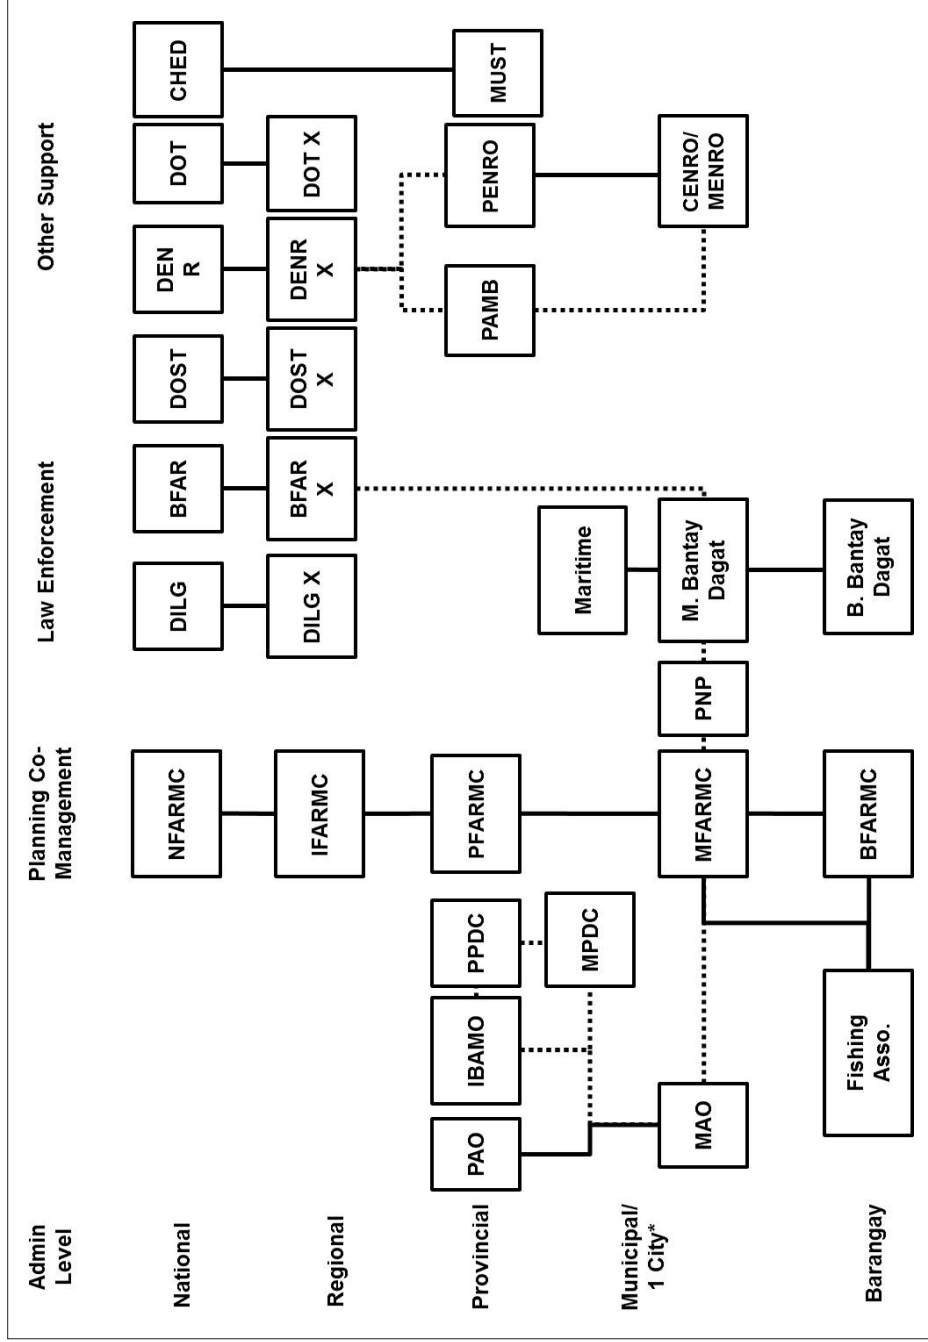 Admin
Level
Planning Co-
Management
Law Enforcement
Other Support
National
NFARMC
DILG
BFAR
DOST
DEN
R
DOT
CHED
Regional
IFARMC
DILG X
BFAR
X
DOST
X
DENR
X
DOT X
Provincial
PAO
IBAMO
PPDC
PFARMC
PAMB
PENRO
MUST
Municipal/
1 City*
MPDC
Maritime
MAO
MFARMC
PNP
M. Bantay
Dagat
CENRO/
MENRO
Barangay
Fishing
Asso.
BFARMC
B. Bantay
Dagat